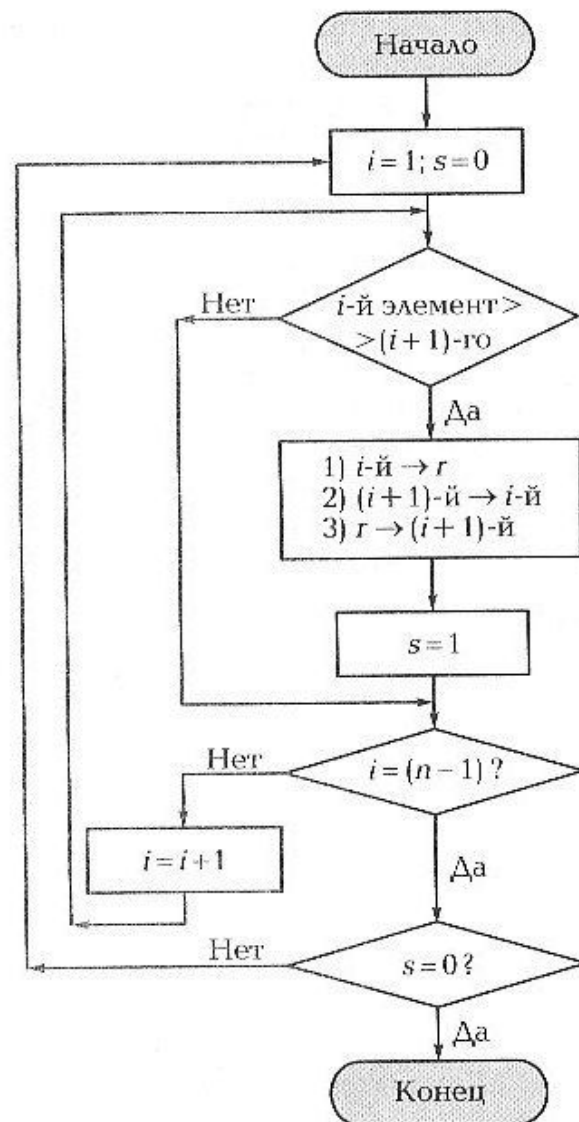 Начало
i = 1; s = 0
i-й элемент >
> (i + 1)-го
Нет
Да
1) i-й → r
2) (i + 1)-й → i-й
3) r → (i + 1)-й
s = 1
i = (n − 1) ?
Нет
i = i + 1
Да
s = 0 ?
Нет
Да
Конец